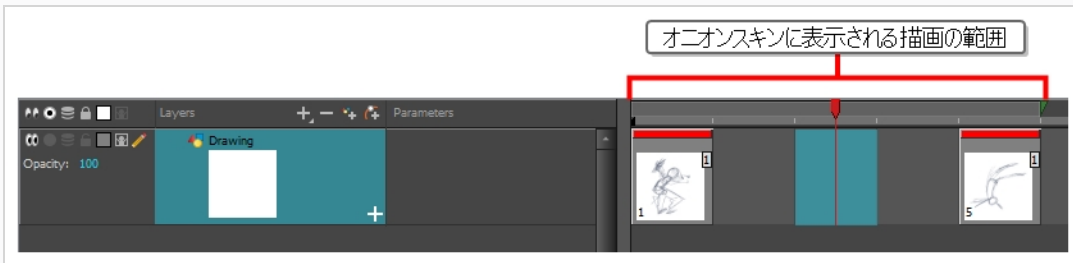 オニオンスキンに表示される描画の範囲
Layers
Parameters
Drawing
Opacity: 100
1
1
1
5